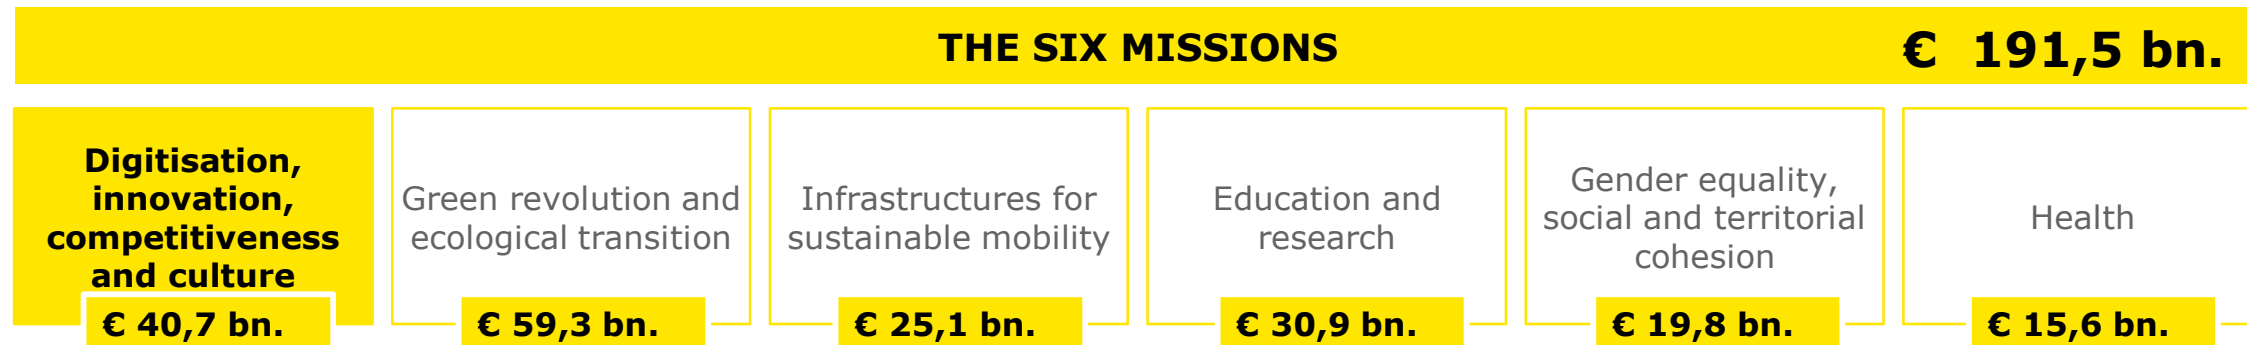 THE SIX MISSIONS
€ 191,5 bn.
Digitisation,
innovation,
competitiveness
and culture
€ 40,7 bn.
Green revolution and
ecological transition
€ 59,3 bn.
Infrastructures for
sustainable mobility
€ 25,1 bn.
Education and
research
€ 30,9 bn.
Gender equality,
social and territorial
cohesion
€ 19,8 bn.
Health
€ 15,6 bn.